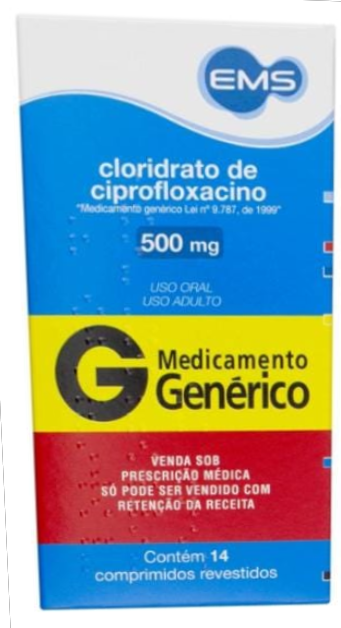 EMS
cloridrato de
ciprofloxacino
"Medicamento genérico Lei nº 9.787, de 1999"
500 mg
USO ORAL
USO ADULTO
G Medicamento
Genérico
VENDA SOB
PRESCRIÇÃO MÉDICA
SÓ PODE SER VENDIDO COM
RETENÇÃO DA RECEITA
Contém 14
comprimidos revestidos